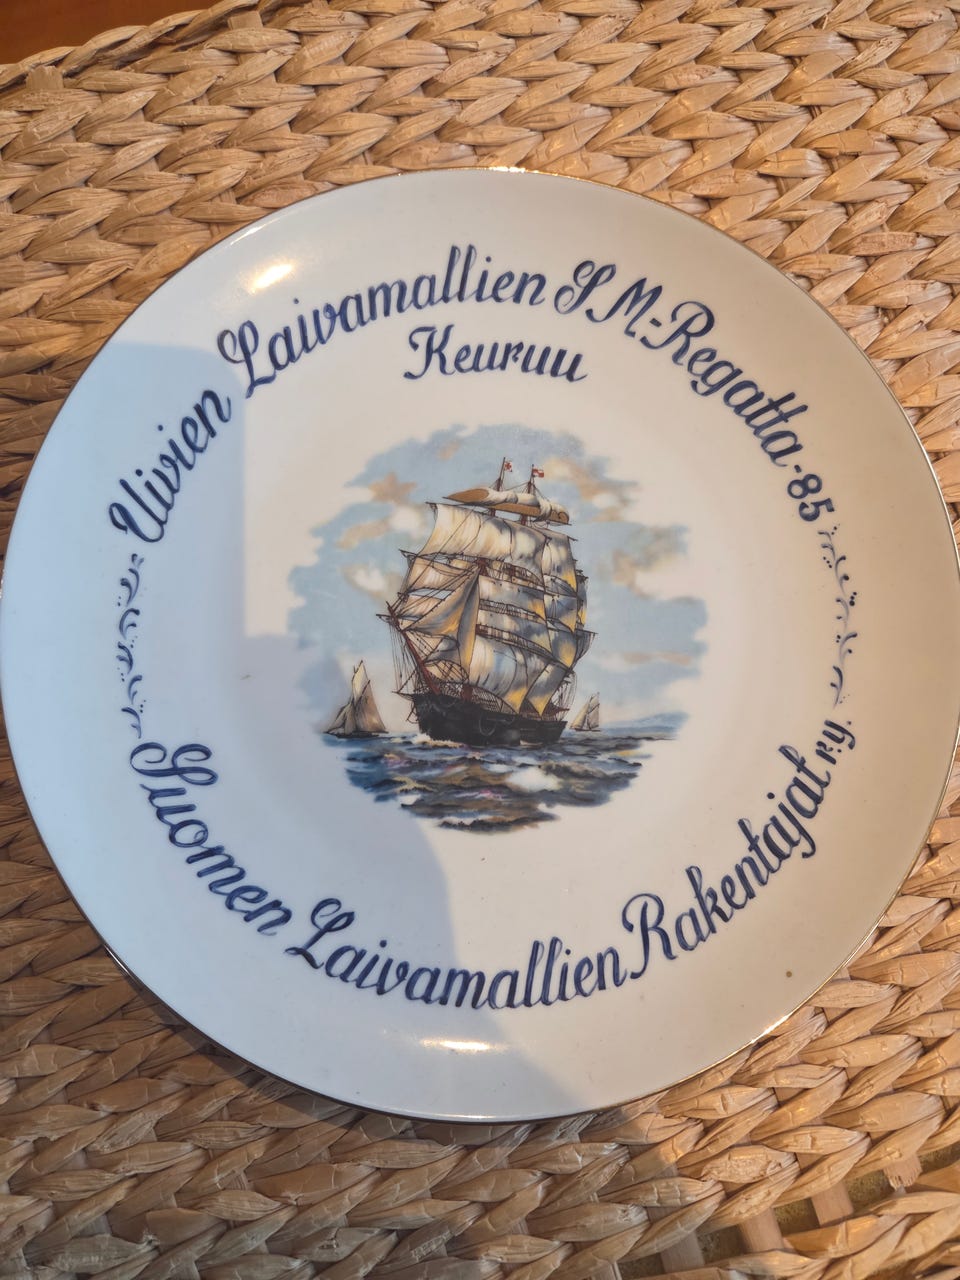 Uivien Laivamallien SM-Regatta-85
Keuruu
Suomen Laivamallien Rakentajat r.y.